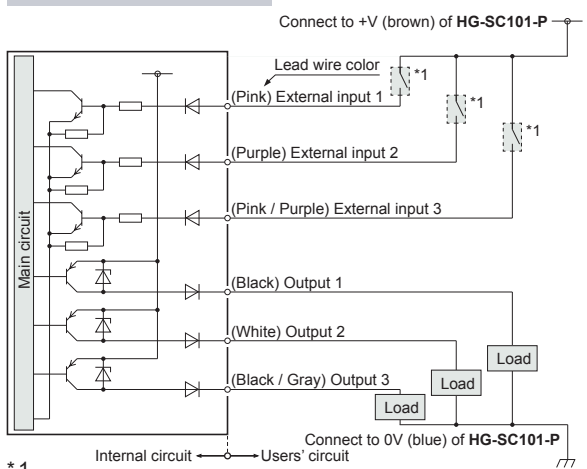 Connect to +V (brown) of HG-SC101-P
Lead wire color
*1
(Pink) External input 1
*1
*1
(Purple) External input 2
(Pink / Purple) External input 3
Main circuit
(Black) Output 1
(White) Output 2
Load
Load
(Black / Gray) Output 3
Load
Connect to 0V (blue) of HG-SC101-P
Internal circuit
Users' circuit
* 1